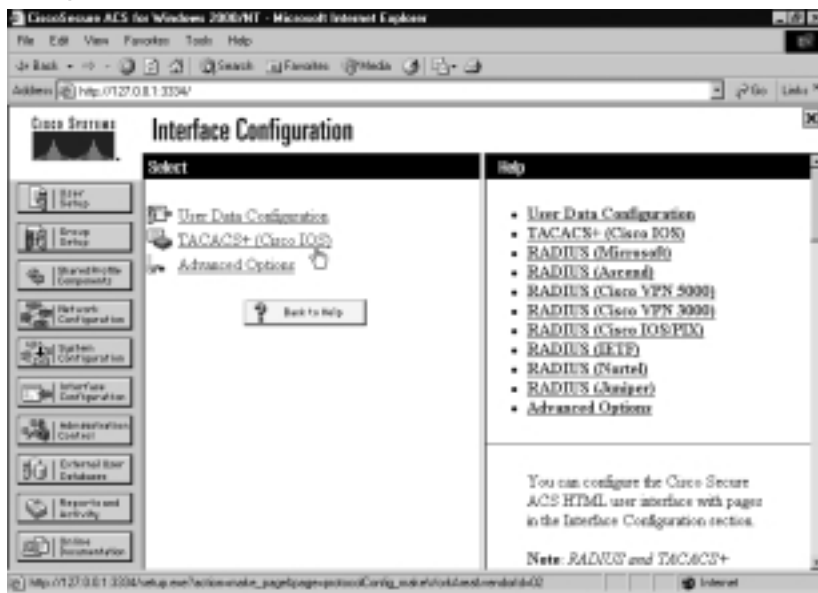 CiscoSecure ACS for Windows 2000/NT - Microsoft Internet Explorer
File Edit View Favorites Tools Help
Back Search Favorites Media
Address http://127.0.0.1:3334/ Go Links
CISCO SYSTEMS
Interface Configuration
Select
User Data Configuration
TACACS+ (Cisco IOS)
Advanced Options
? Back to Help
User Setup
Group Setup
Shared Profile Components
Network Configuration
System Configuration
Interface Configuration
Administration Control
External User Databases
Reports and Activity
Online Documentation
Help
• User Data Configuration
• TACACS+ (Cisco IOS)
• RADIUS (Microsoft)
• RADIUS (Ascend)
• RADIUS (Cisco VPN 5000)
• RADIUS (Cisco VPN 3000)
• RADIUS (Cisco IOS/PIX)
• RADIUS (IETF)
• RADIUS (Nortel)
• RADIUS (Juniper)
• Advanced Options
You can configure the Cisco Secure
ACS HTML user interface with pages
in the Interface Configuration section.
Note: RADIUS and TACACS+
Internet